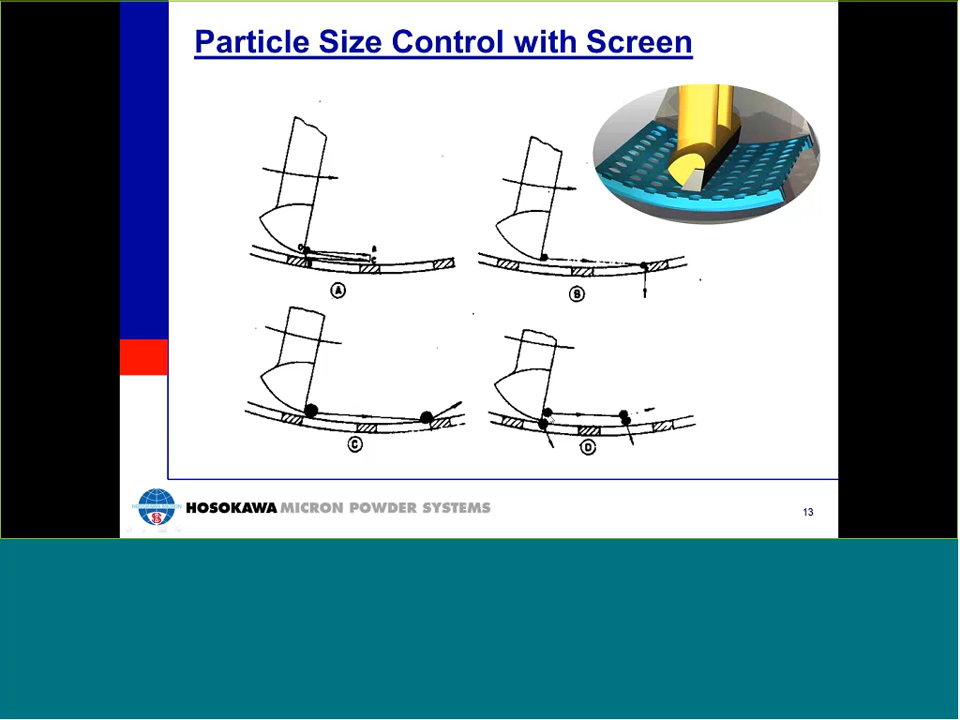 Particle Size Control with Screen
O
A
B
C
A
B
C
D
HOSOKAWA MICRON POWDER SYSTEMS
13